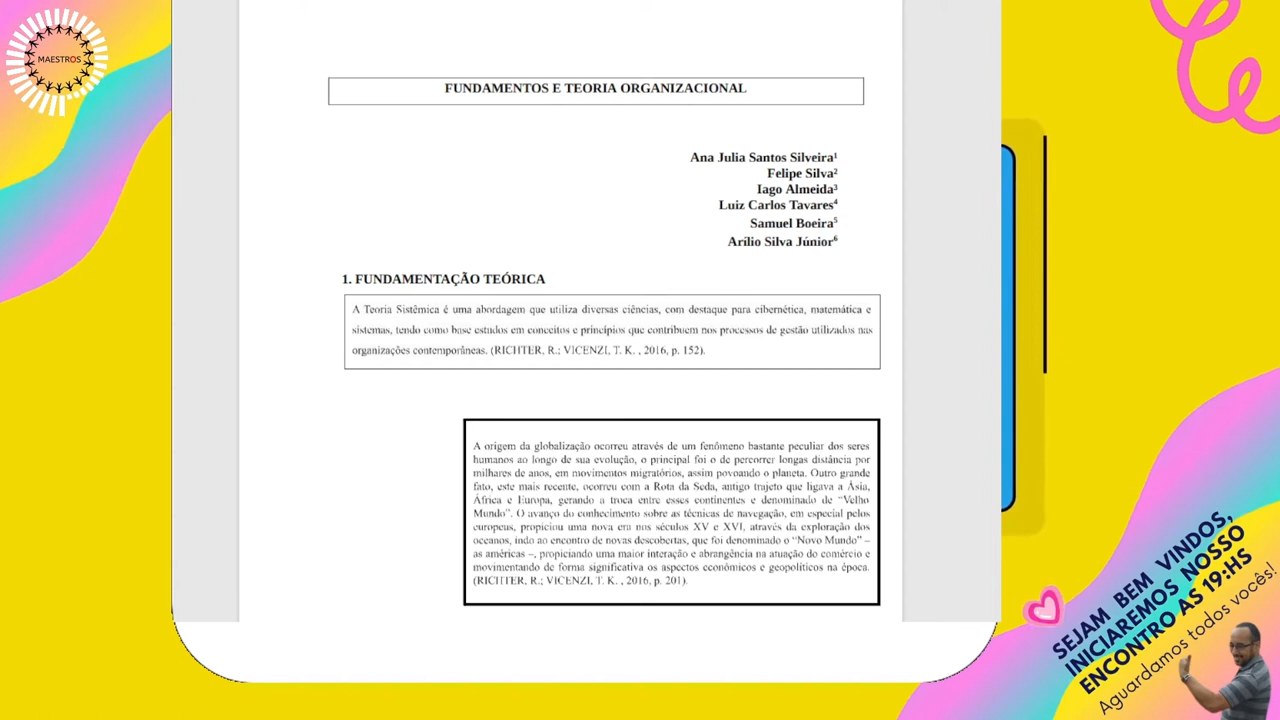 MAESTROS
FUNDAMENTOS E TEORIA ORGANIZACIONAL
Ana Julia Santos Silveira¹
Felipe Silva²
Iago Almeida³
Luiz Carlos Tavares⁴
Samuel Boeira⁵
Arílio Silva Júnior⁶
1. FUNDAMENTAÇÃO TEÓRICA
A Teoria Sistêmica é uma abordagem que utiliza diversas ciências, com destaque para cibernética, matemática e
sistemas, tendo como base estudos em conceitos e princípios que contribuem nos processos de gestão utilizados nas
organizações contemporâneas. (RICHTER, R.; VICENZI, T. K. , 2016, p. 152).
A origem da globalização ocorreu através de um fenômeno bastante peculiar dos seres
humanos ao longo de sua evolução, o principal foi o de percorrer longas distância por
milhares de anos, em movimentos migratórios, assim povoando o planeta. Outro grande
fato, este mais recente, ocorreu com a Rota da Seda, antigo trajeto que ligava a Ásia,
África e Europa, gerando a troca entre esses continentes e denominado de “Velho
Mundo”. O avanço do conhecimento sobre as técnicas de navegação, em especial pelos
europeus, propiciou uma nova era nos séculos XV e XVI, através da exploração dos
oceanos, indo ao encontro de novas descobertas, que foi denominado o “Novo Mundo” –
as américas –, propiciando uma maior interação e abrangência na atuação do comércio e
movimentando de forma significativa os aspectos econômicos e geopolíticos na época.
(RICHTER, R.; VICENZI, T. K. , 2016, p. 201).
SEJAM BEM VINDOS,
INICIAREMOS NOSSO
ENCONTRO AS 19:HS
Aguardamos todos vocês!